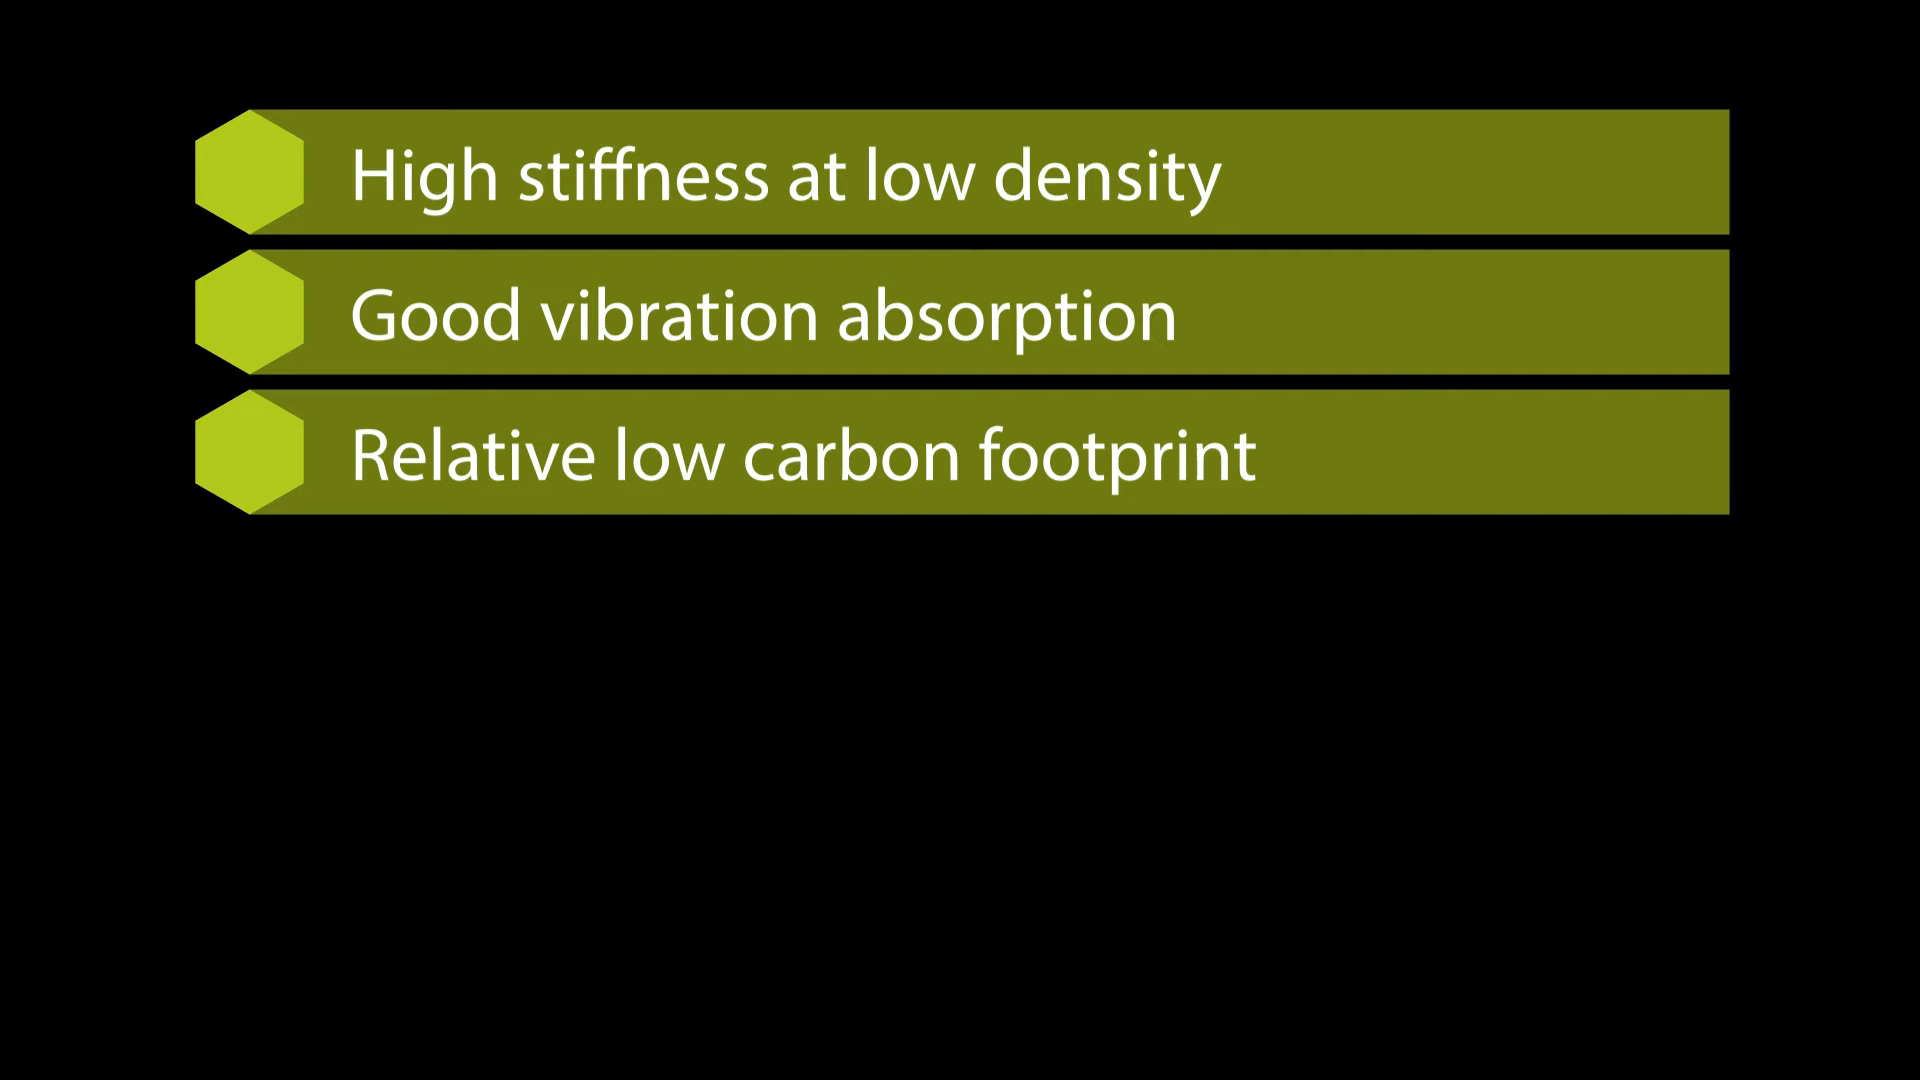 High stiffness at low density
Good vibration absorption
Relative low carbon footprint